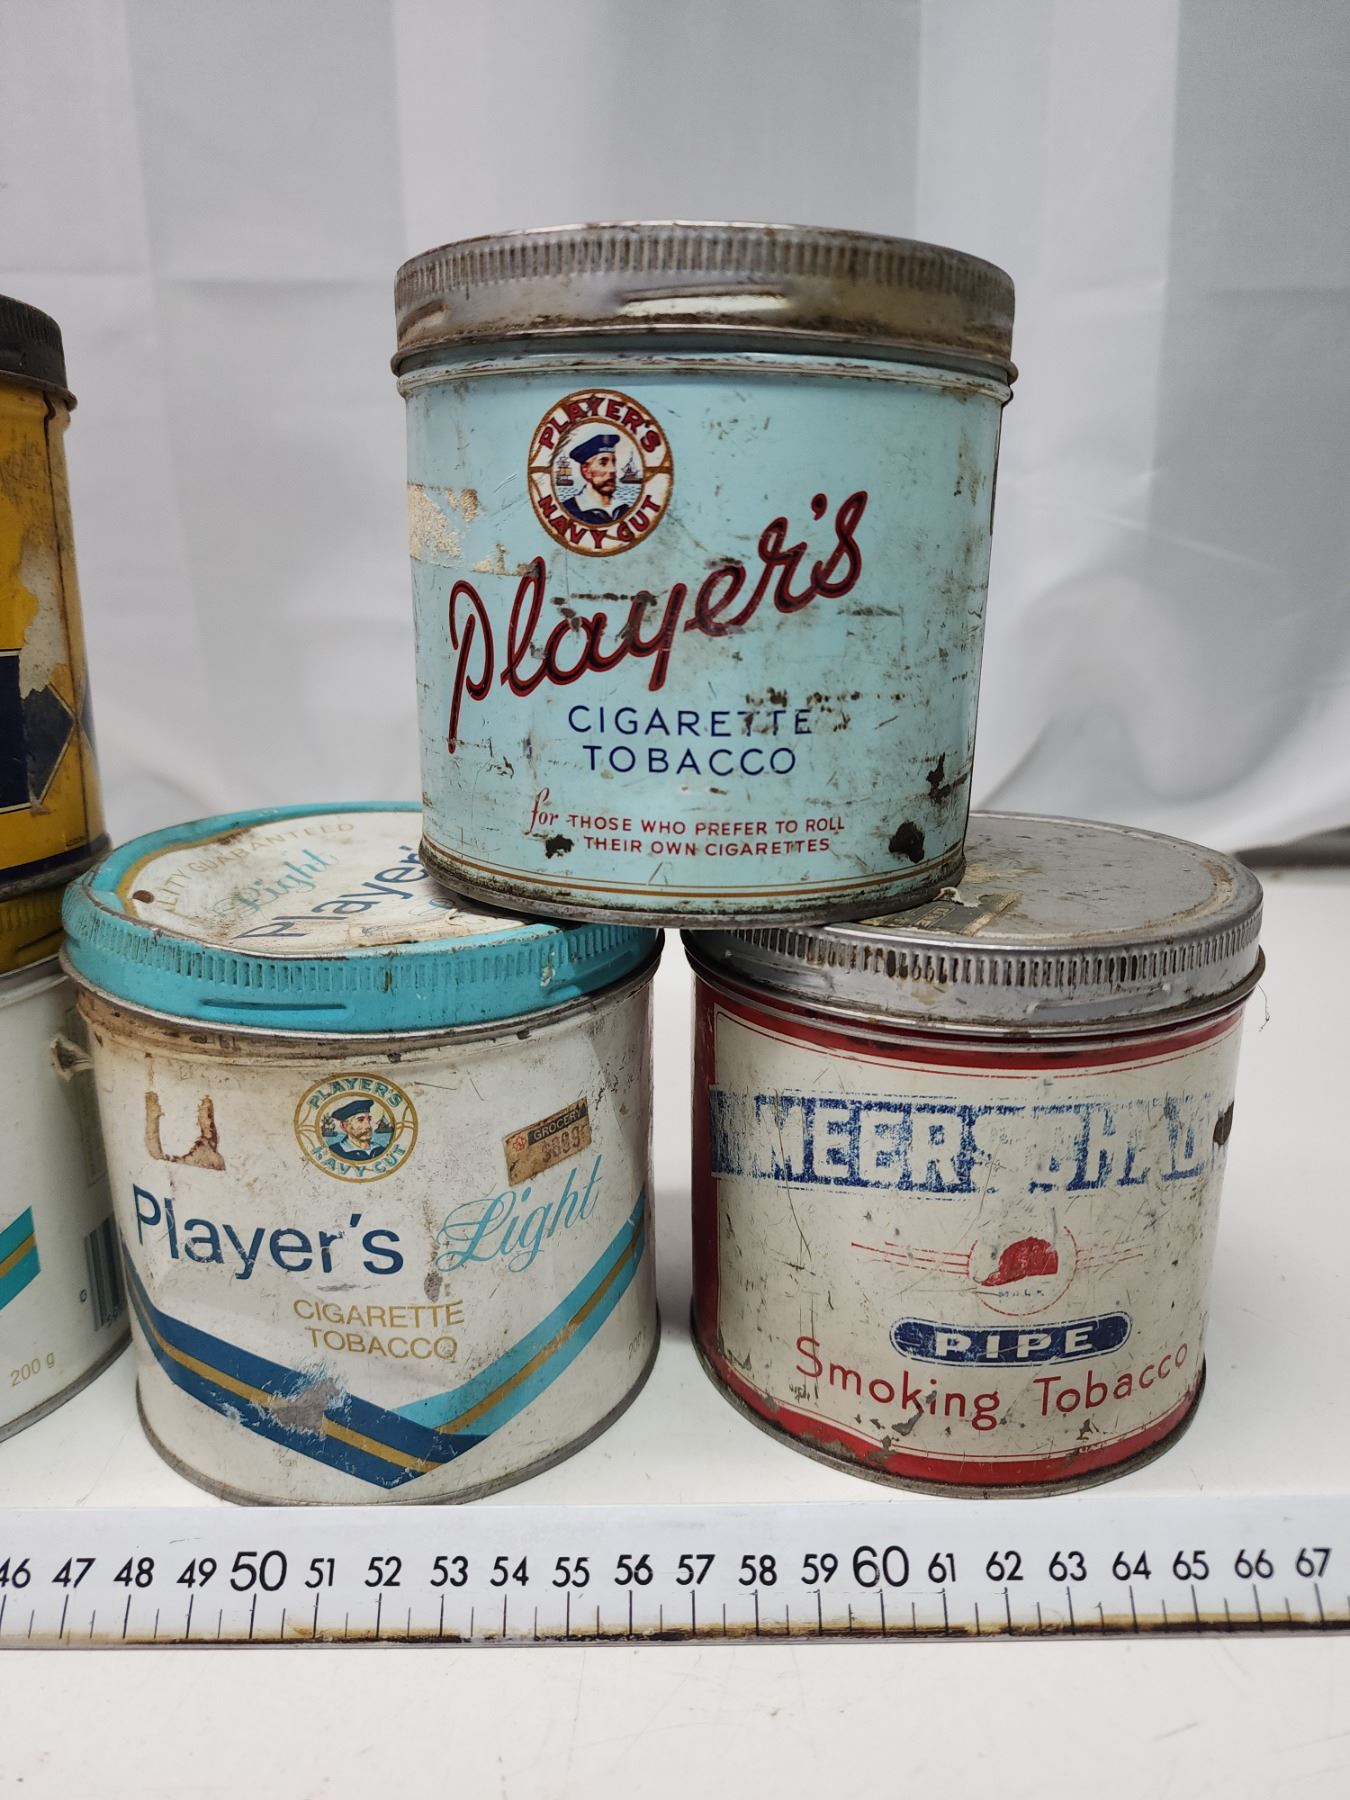 PLAYER'S
NAVY CUT
Player's
CIGARETTE
TOBACCO
for THOSE WHO PREFER TO ROLL
THEIR OWN CIGARETTES
GUARANTEED
Light
Player'
PLAYER'S
NAVY CUT
GROCERY
Player's Light
CIGARETTE
TOBACCO
200 g
PIPE
Smoking Tobacco
46 47 48 49 50 51 52 53 54 55 56 57 58 59 60 61 62 63 64 65 66 67